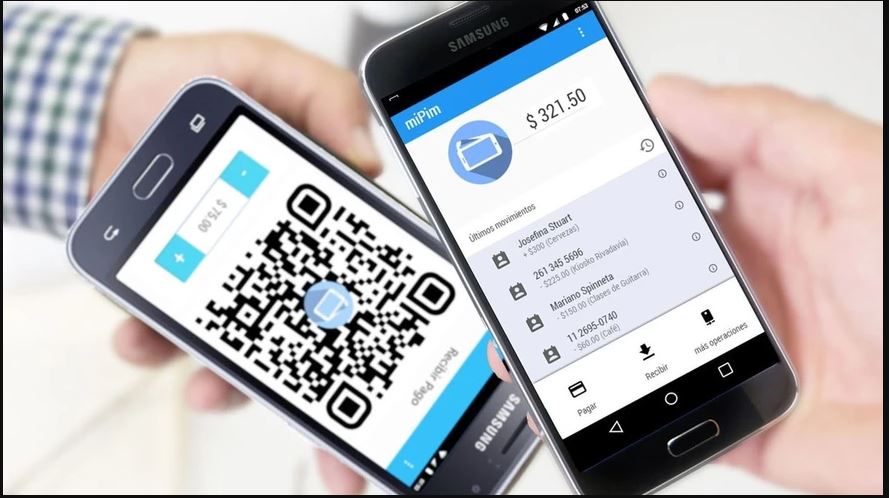 SAMSUNG
07:53
miPim
$ 321.50
Últimos movimientos
Josefina Stuart
+ $300 (Cervezas)
261 345 5696
- $225.00 (Kiosko Rivadavia)
Mariano Spinneta
- $150.00 (Clases de Guitarra)
11 2695-0740
- $60.00 (Café)
Pagar
Recibir
más operaciones
-
$ 75.00
+
Recibir Pago
SAMSUNG